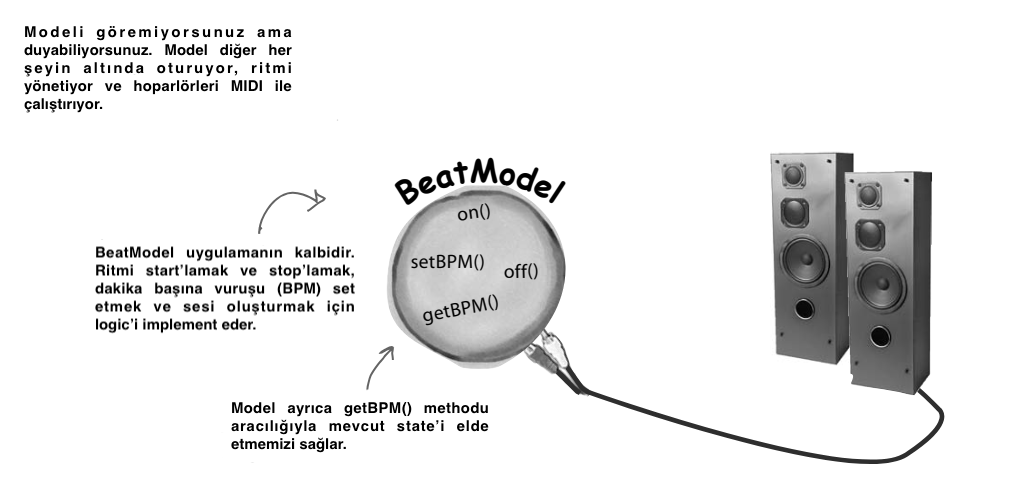 Modeli göremiyorsunuz ama
duyabiliyorsunuz. Model diğer her
şeyin altında oturuyor, ritmi
yönetiyor ve hoparlörleri MIDI ile
çalıştırıyor.
BeatModel
on()
setBPM()
off()
getBPM()
BeatModel uygulamanın kalbidir.
Ritmi start'lamak ve stop'lamak,
dakika başına vuruşu (BPM) set
etmek ve sesi oluşturmak için
logic'i implement eder.
Model ayrıca getBPM() methodu
aracılığıyla mevcut state'i elde
etmemizi sağlar.